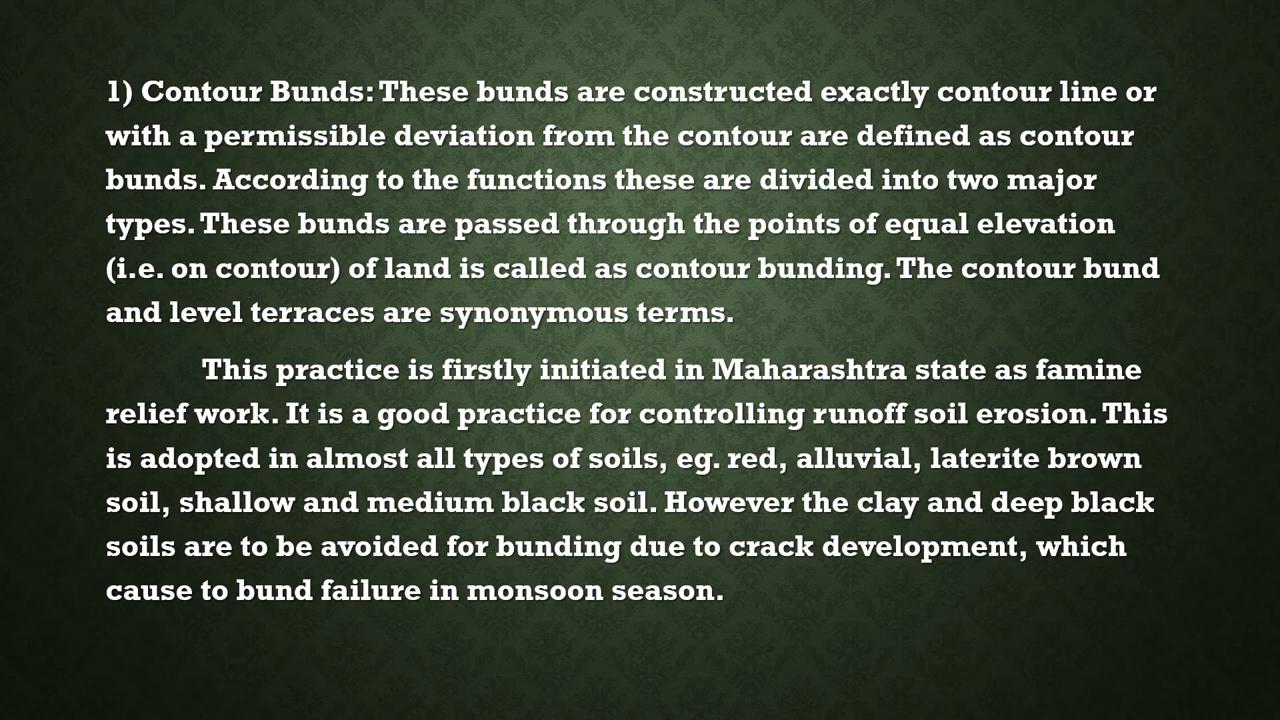 1) Contour Bunds: These bunds are constructed exactly contour line or
with a permissible deviation from the contour are defined as contour
bunds. According to the functions these are divided into two major
types. These bunds are passed through the points of equal elevation
(i.e. on contour) of land is called as contour bunding. The contour bund
and level terraces are synonymous terms.
This practice is firstly initiated in Maharashtra state as famine
relief work. It is a good practice for controlling runoff soil erosion. This
is adopted in almost all types of soils, eg. red, alluvial, laterite brown
soil, shallow and medium black soil. However the clay and deep black
soils are to be avoided for bunding due to crack development, which
cause to bund failure in monsoon season.